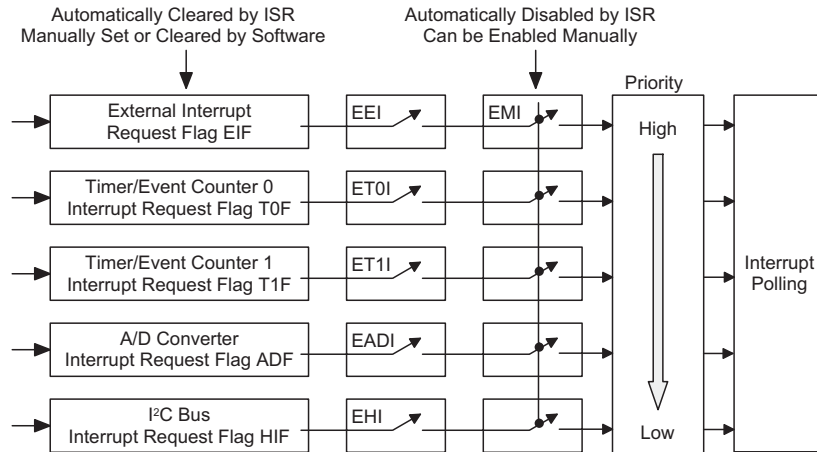 Automatically Cleared by ISR
Manually Set or Cleared by Software
Automatically Disabled by ISR
Can be Enabled Manually
Priority
External Interrupt
Request Flag EIF
EEI
EMI
High
Timer/Event Counter 0
Interrupt Request Flag T0F
ET0I
Timer/Event Counter 1
Interrupt Request Flag T1F
ET1I
Interrupt
Polling
A/D Converter
Interrupt Request Flag ADF
EADI
I²C Bus
Interrupt Request Flag HIF
EHI
Low